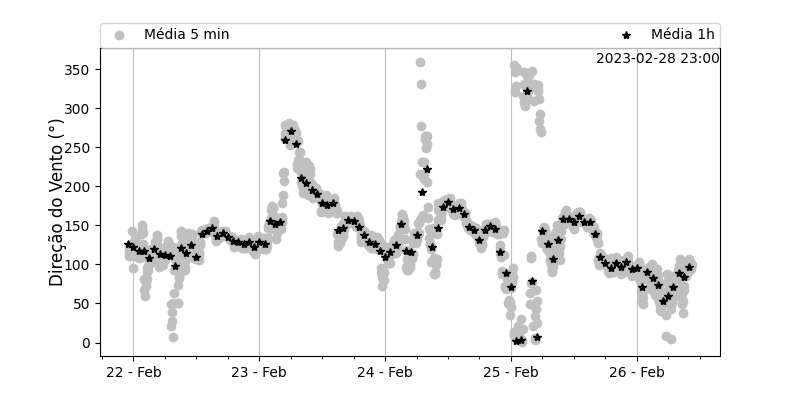 Média 5 min
Média 1h
2023-02-28 23:00
Direção do Vento (°)
350
300
250
200
150
100
50
0
22 - Feb
23 - Feb
24 - Feb
25 - Feb
26 - Feb